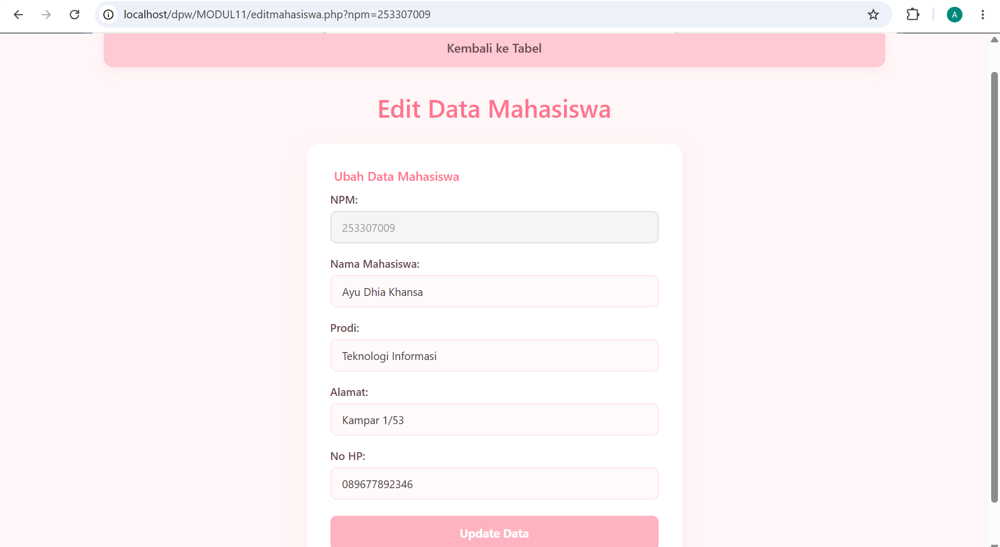 localhost/dpw/MODUL11/editmahasiswa.php?npm=253307009
A
Kembali ke Tabel
Edit Data Mahasiswa
Ubah Data Mahasiswa
NPM:
253307009
Nama Mahasiswa:
Ayu Dhia Khansa
Prodi:
Teknologi Informasi
Alamat:
Kampar 1/53
No HP:
089677892346
Update Data